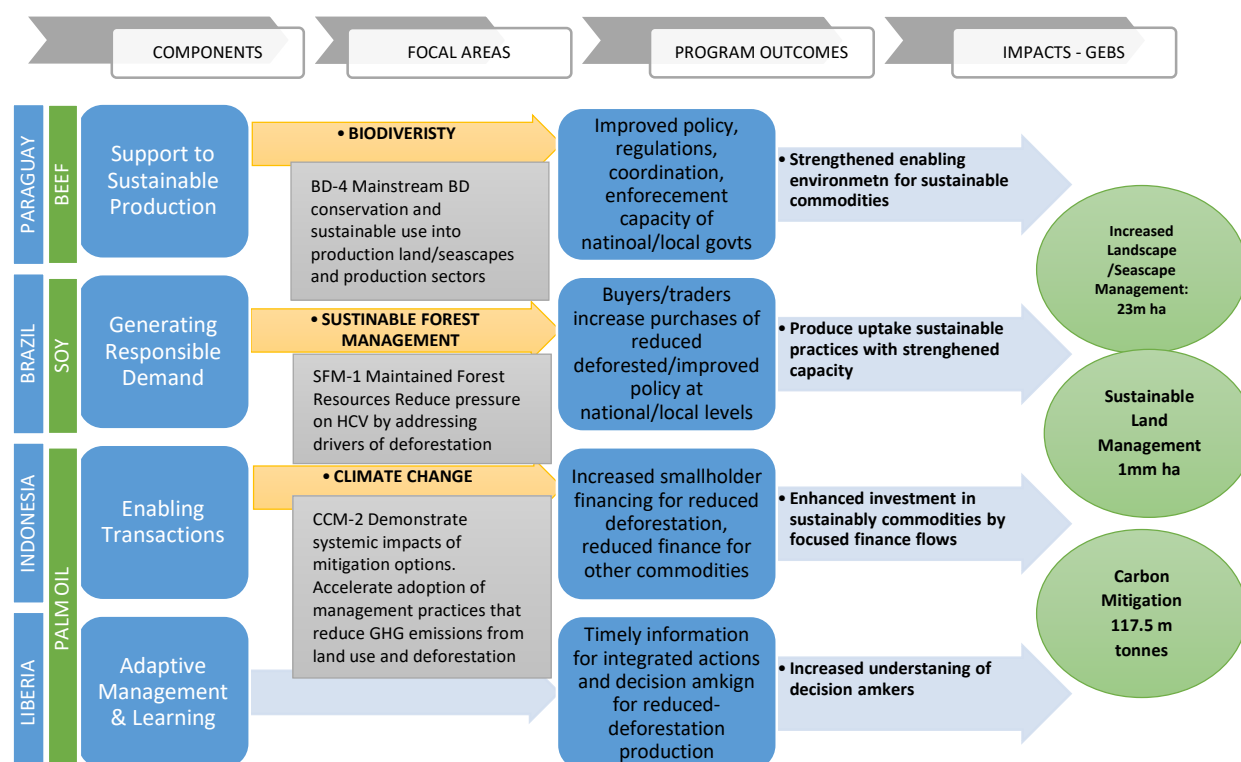 COMPONENTS
FOCAL AREAS
PROGRAM OUTCOMES
IMPACTS - GEBS
PARAGUAY
BEEF
Support to
Sustainable
Production
• BIODIVERISTY
BD-4 Mainstream BD
conservation and
sustainable use into
production land/seascapes
and production sectors
Improved policy,
regulations,
coordination,
enforecement
capacity of
natinoal/local govts
• Strengthened enabling
environmetn for sustainable
commodities
Increased
Landscape
/Seascape
Management:
23m ha
BRAZIL
SOY
Generating
Responsible
Demand
• SUSTINABLE FOREST
MANAGEMENT
SFM-1 Maintained Forest
Resources Reduce pressure
on HCV by addressing
drivers of deforestation
Buyers/traders
increase purchases of
reduced
deforested/improved
policy at
national/local levels
• Produce uptake sustainable
practices with strenghened
capacity
Sustainable
Land
Management
1mm ha
INDONESIA
PALM OIL
Enabling
Transactions
• CLIMATE CHANGE
CCM-2 Demonstrate
systemic impacts of
mitigation options.
Accelerate adoption of
management practices that
reduce GHG emissions from
land use and deforestation
Increased smallholder
financing for reduced
deforestation,
reduced finance for
other commodities
• Enhanced investment in
sustainably commodities by
focused finance flows
Carbon
Mitigation
117.5 m
tonnes
LIBERIA
Adaptive
Management
& Learning
Timely information
for integrated actions
and decision amkign
for reduced-
deforestation
production
• Increased understaning of
decision amkers